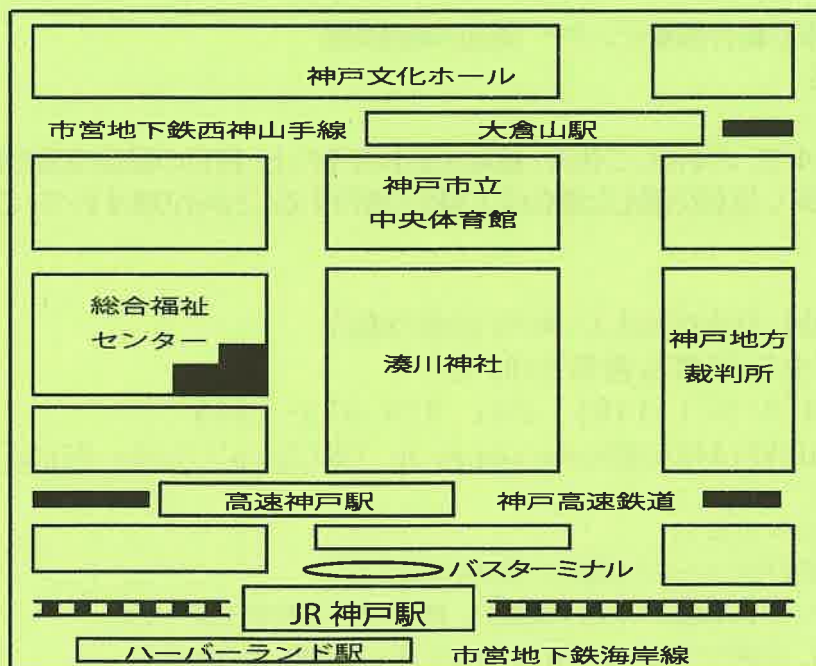 神戸文化ホール
市営地下鉄西神山手線
大倉山駅
神戸市立
中央体育館
総合福祉
センター
湊川神社
神戸地方
裁判所
高速神戸駅
神戸高速鉄道
バスターミナル
JR 神戸駅
ハーバーランド駅
市営地下鉄海岸線